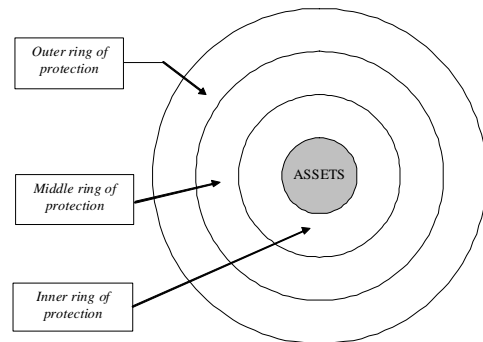 Outer ring of
protection
ASSETS
Middle ring of
protection
Inner ring of
protection